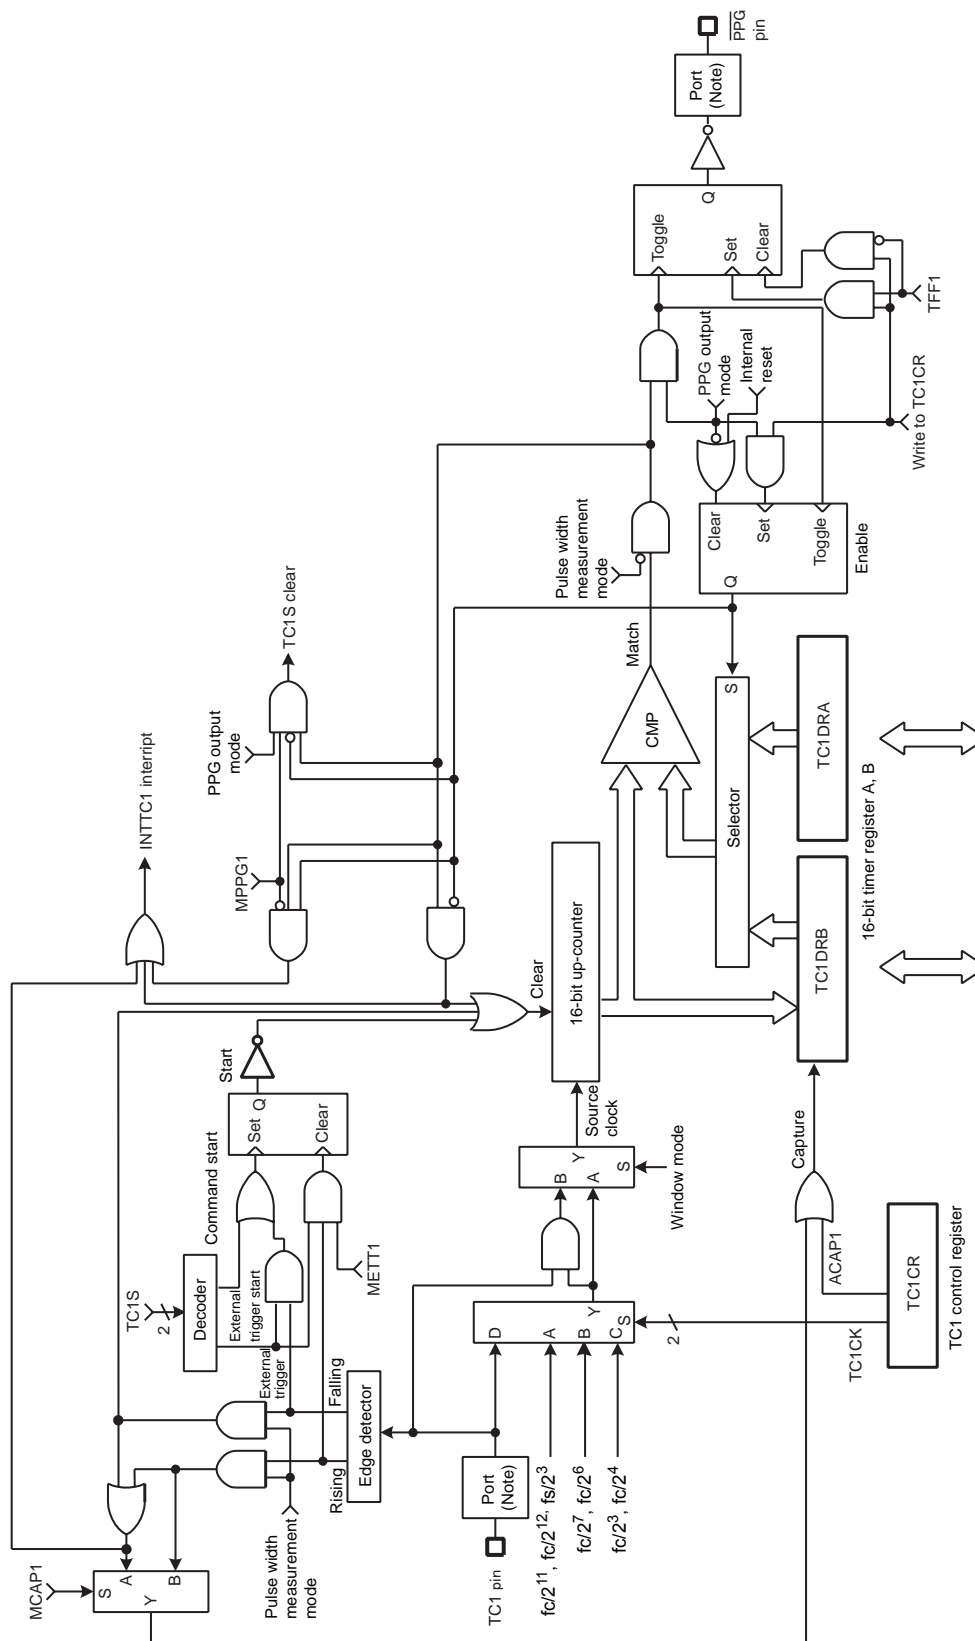 MCAP1
S
A
B
Y
Pulse width
measurement
mode
Rising
Falling
Edge detector
External
trigger
TC1S
2
Decoder
External
trigger start
Command start
METT1
Set
Q
Clear
Start
INTTC1 interript
MPPG1
PPG output
mode
TC1S clear
TC1 pin
Port
(Note)
fc/2^11, fc/2^12, fs/2^3
fc/2^7, fc/2^6
fc/2^3, fc/2^4
D
A
B
C
S
Y
2
TC1CK
B
A
Y
S
Window mode
Source
clock
Clear
16-bit up-counter
CMP
Match
Pulse width
measurement
mode
Capture
ACAP1
TC1CR
TC1 control register
TC1DRB
TC1DRA
16-bit timer register A, B
Selector
S
Q
Clear
Set
Toggle
Enable
PPG output
mode
Internal
reset
Write to TC1CR
TFF1
Toggle
Set
Clear
Q
Port
(Note)
PPG
pin